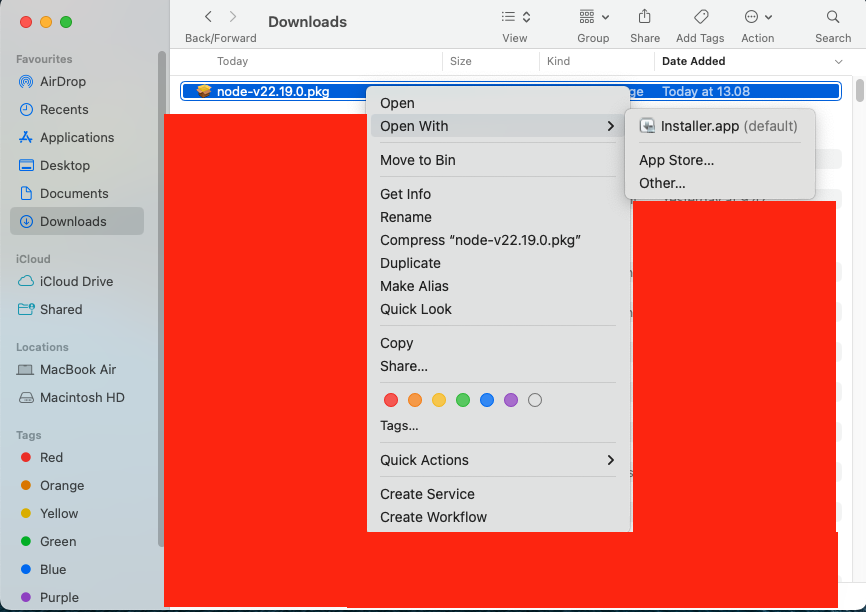 Downloads
Back/Forward
View
Group
Share
Add Tags
Action
Search
Today
Size
Kind
Date Added
Favourites
AirDrop
Recents
Applications
Desktop
Documents
Downloads
iCloud
iCloud Drive
Shared
Locations
MacBook Air
Macintosh HD
Tags
Red
Orange
Yellow
Green
Blue
Purple
node-v22.19.0.pkg
ge
Today at 13.08
Open
Open With
Move to Bin
Get Info
Rename
Compress “node-v22.19.0.pkg”
Duplicate
Make Alias
Quick Look
Copy
Share...
Tags...
Quick Actions
Create Service
Create Workflow
Installer.app (default)
App Store...
Other...